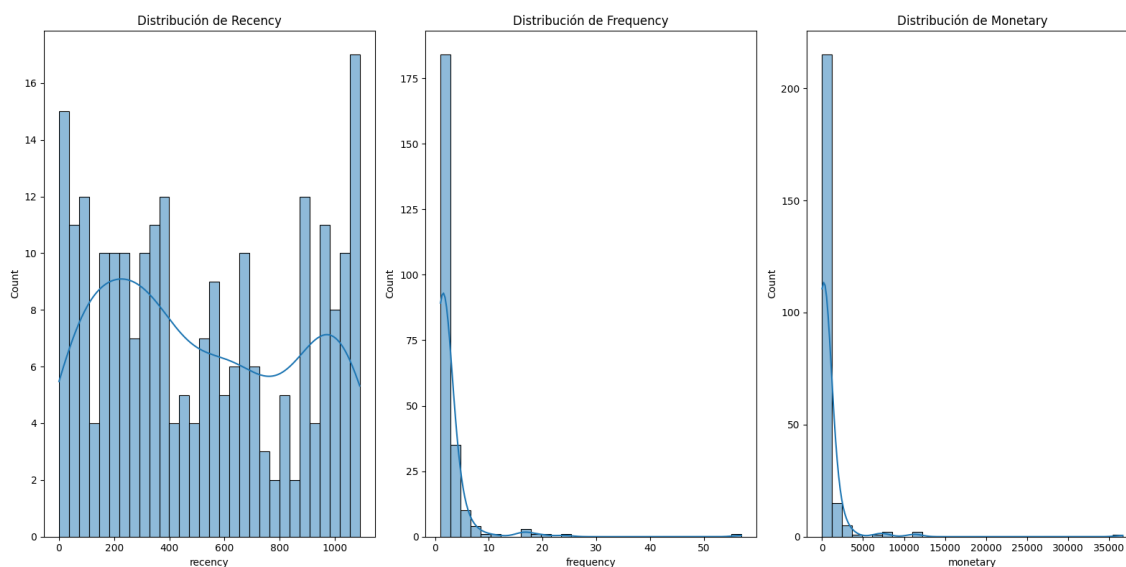 Distribución de Recency
16
14
12
10
8
6
4
2
0
Count
0 200 400 600 800 1000
recency
Distribución de Frequency
175
150
125
100
75
50
25
0
Count
0 10 20 30 40 50
frequency
Distribución de Monetary
200
150
100
50
0
Count
0 5000 10000 15000 20000 25000 30000 35000
monetary